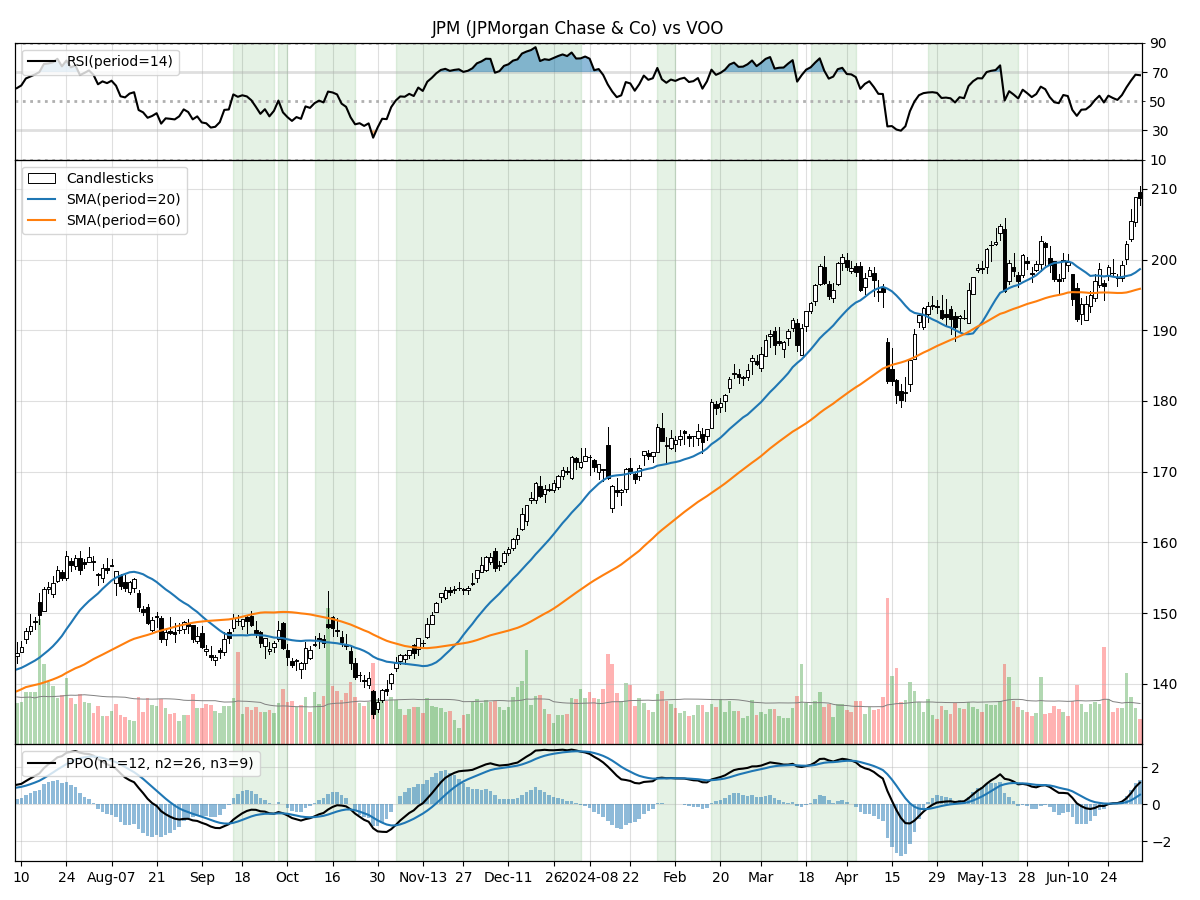 JPM (JPMorgan Chase & Co) vs VOO
RSI(period=14)
90
70
50
30
10
Candlesticks
SMA(period=20)
SMA(period=60)
210
200
190
180
170
160
150
140
PPO(n1=12, n2=26, n3=9)
2
0
−2
10 24 Aug-07 21 Sep 18 Oct 16 30 Nov-13 27 Dec-11 26 2024-08 22 Feb 20 Mar 18 Apr 15 29 May-13 28 Jun-10 24